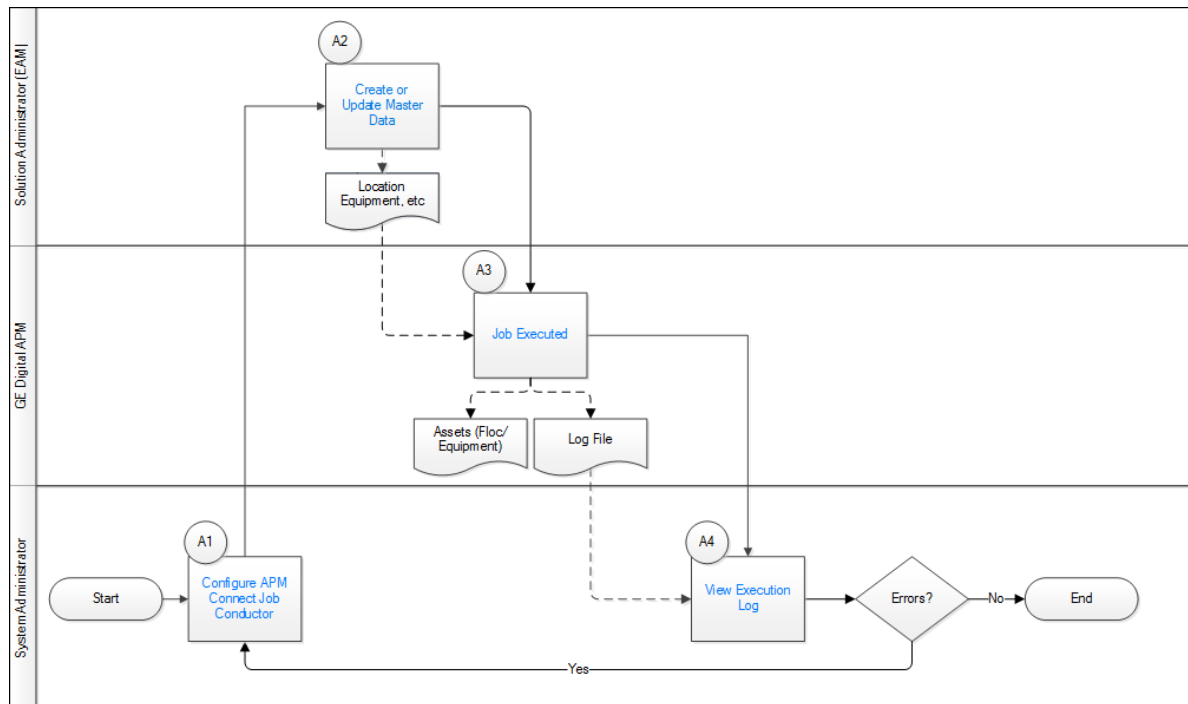 Solution Administrator (EAM)
A2
Create or
Update Master
Data
Location
Equipment, etc
GE Digital APM
A3
Job Executed
Assets (Floc/
Equipment)
Log File
System Administrator
Start
A1
Configure APM
Connect Job
Conductor
A4
View Execution
Log
Errors?
No
End
Yes